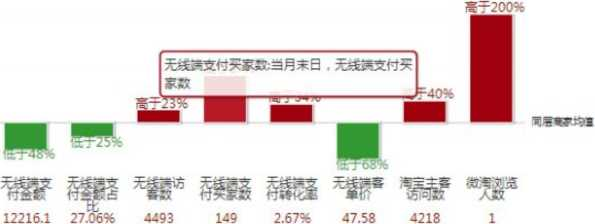 高于200%
无线端支付买家数:当月末日，无线端支付买
家数
高于23%
高于40%
同层商家均值
低于48%
低于25%
低于68%
无线端支
付金额
无线端支
付金额占
比
无线端访
客数
无线端支
付买家数
无线端支
付转化率
无线端客
单价
淘宝主客
访问数
微淘浏览
人数
12216.1
27.06%
4493
149
2.67%
47.58
4218
1